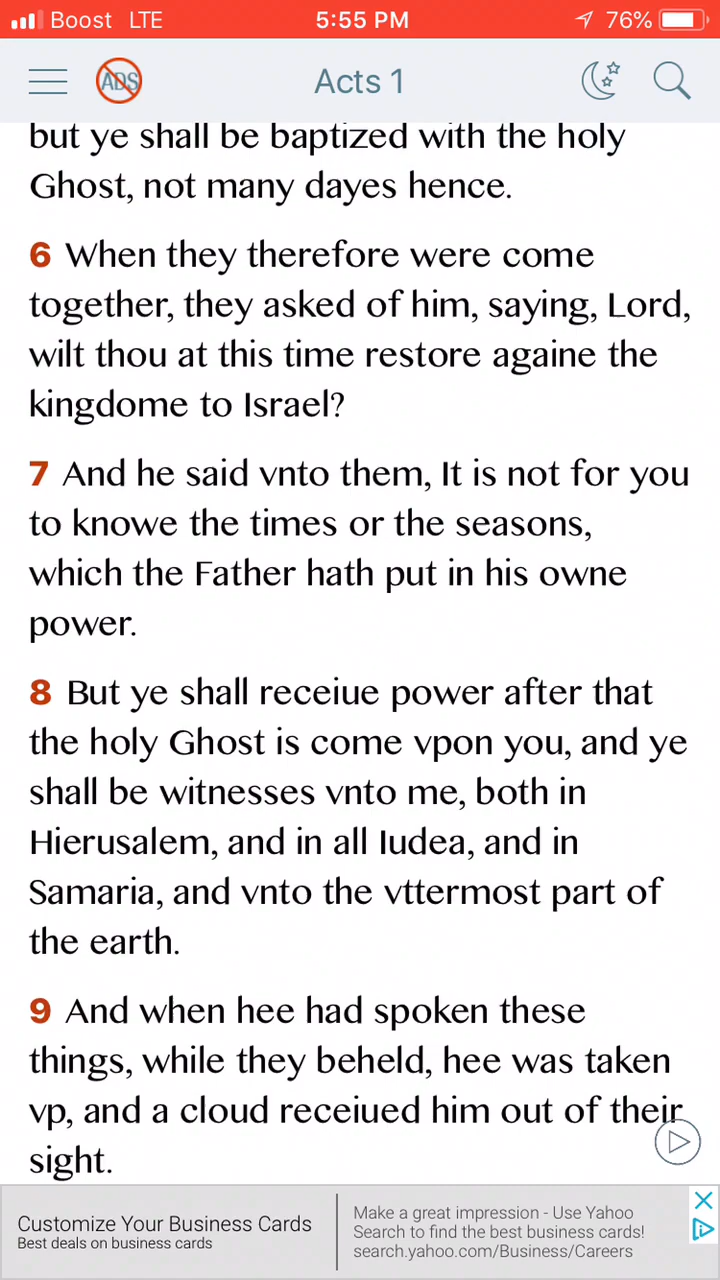 Boost LTE 5:55 PM 76%
ADS Acts 1
but ye shall be baptized with the holy
Ghost, not many dayes hence.
6 When they therefore were come
together, they asked of him, saying, Lord,
wilt thou at this time restore againe the
kingdome to Israel?
7 And he said vnto them, It is not for you
to knowe the times or the seasons,
which the Father hath put in his owne
power.
8 But ye shall receiue power after that
the holy Ghost is come vpon you, and ye
shall be witnesses vnto me, both in
Hierusalem, and in all Iudea, and in
Samaria, and vnto the vttermost part of
the earth.
9 And when hee had spoken these
things, while they beheld, hee was taken
vp, and a cloud receiued him out of their
sight.
Customize Your Business Cards
Best deals on business cards
Make a great impression - Use Yahoo
Search to find the best business cards!
search.yahoo.com/Business/Careers